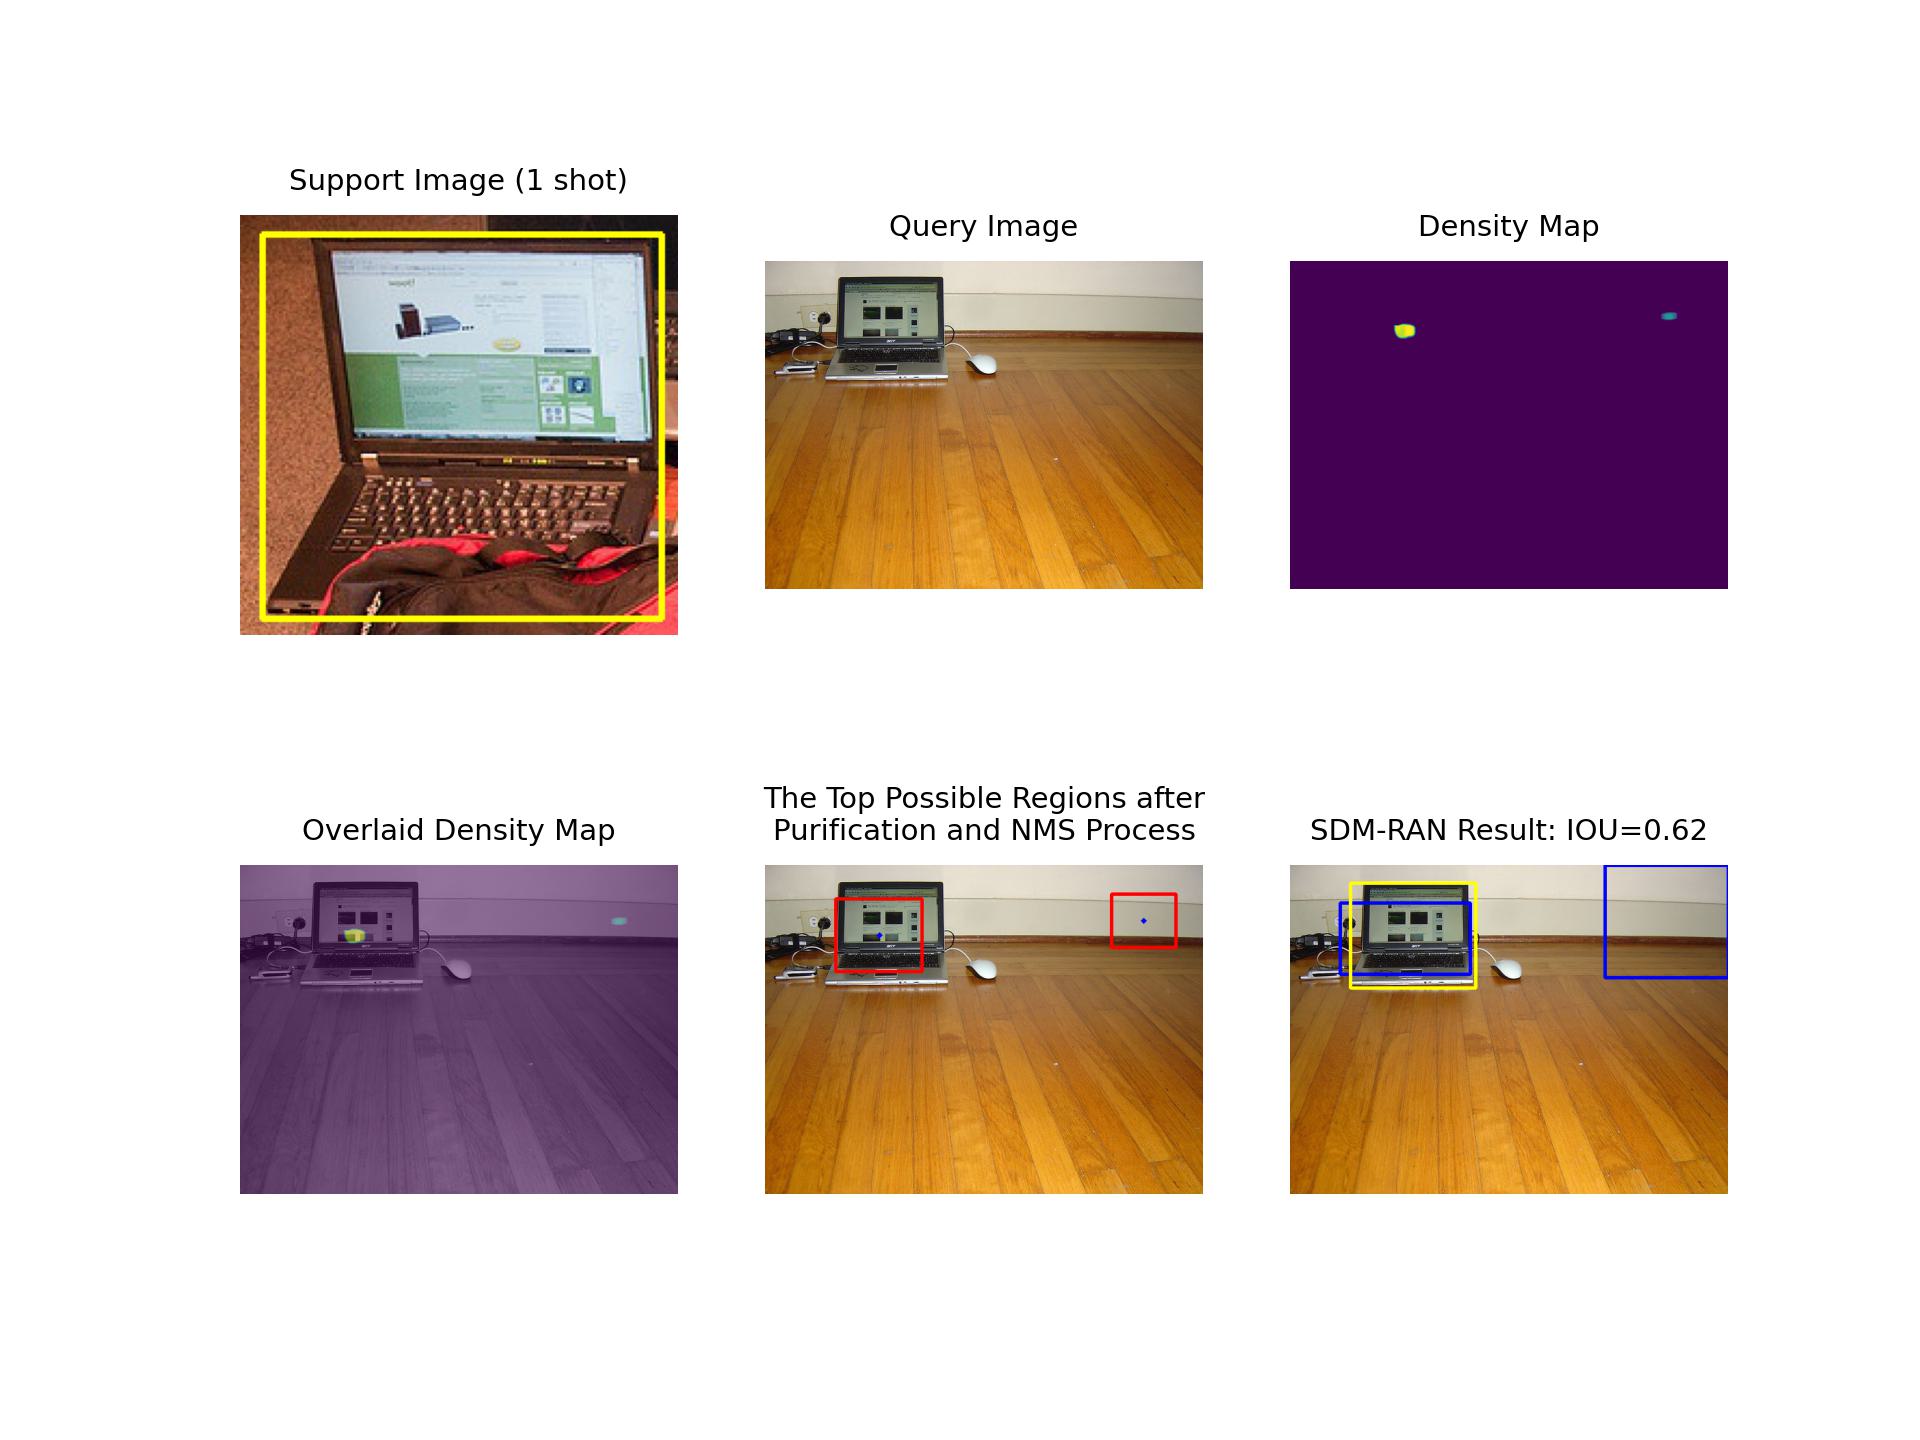 Support Image (1 shot)
Query Image
Density Map
woot!
Overlaid Density Map
The Top Possible Regions after
Purification and NMS Process
SDM-RAN Result: IOU=0.62